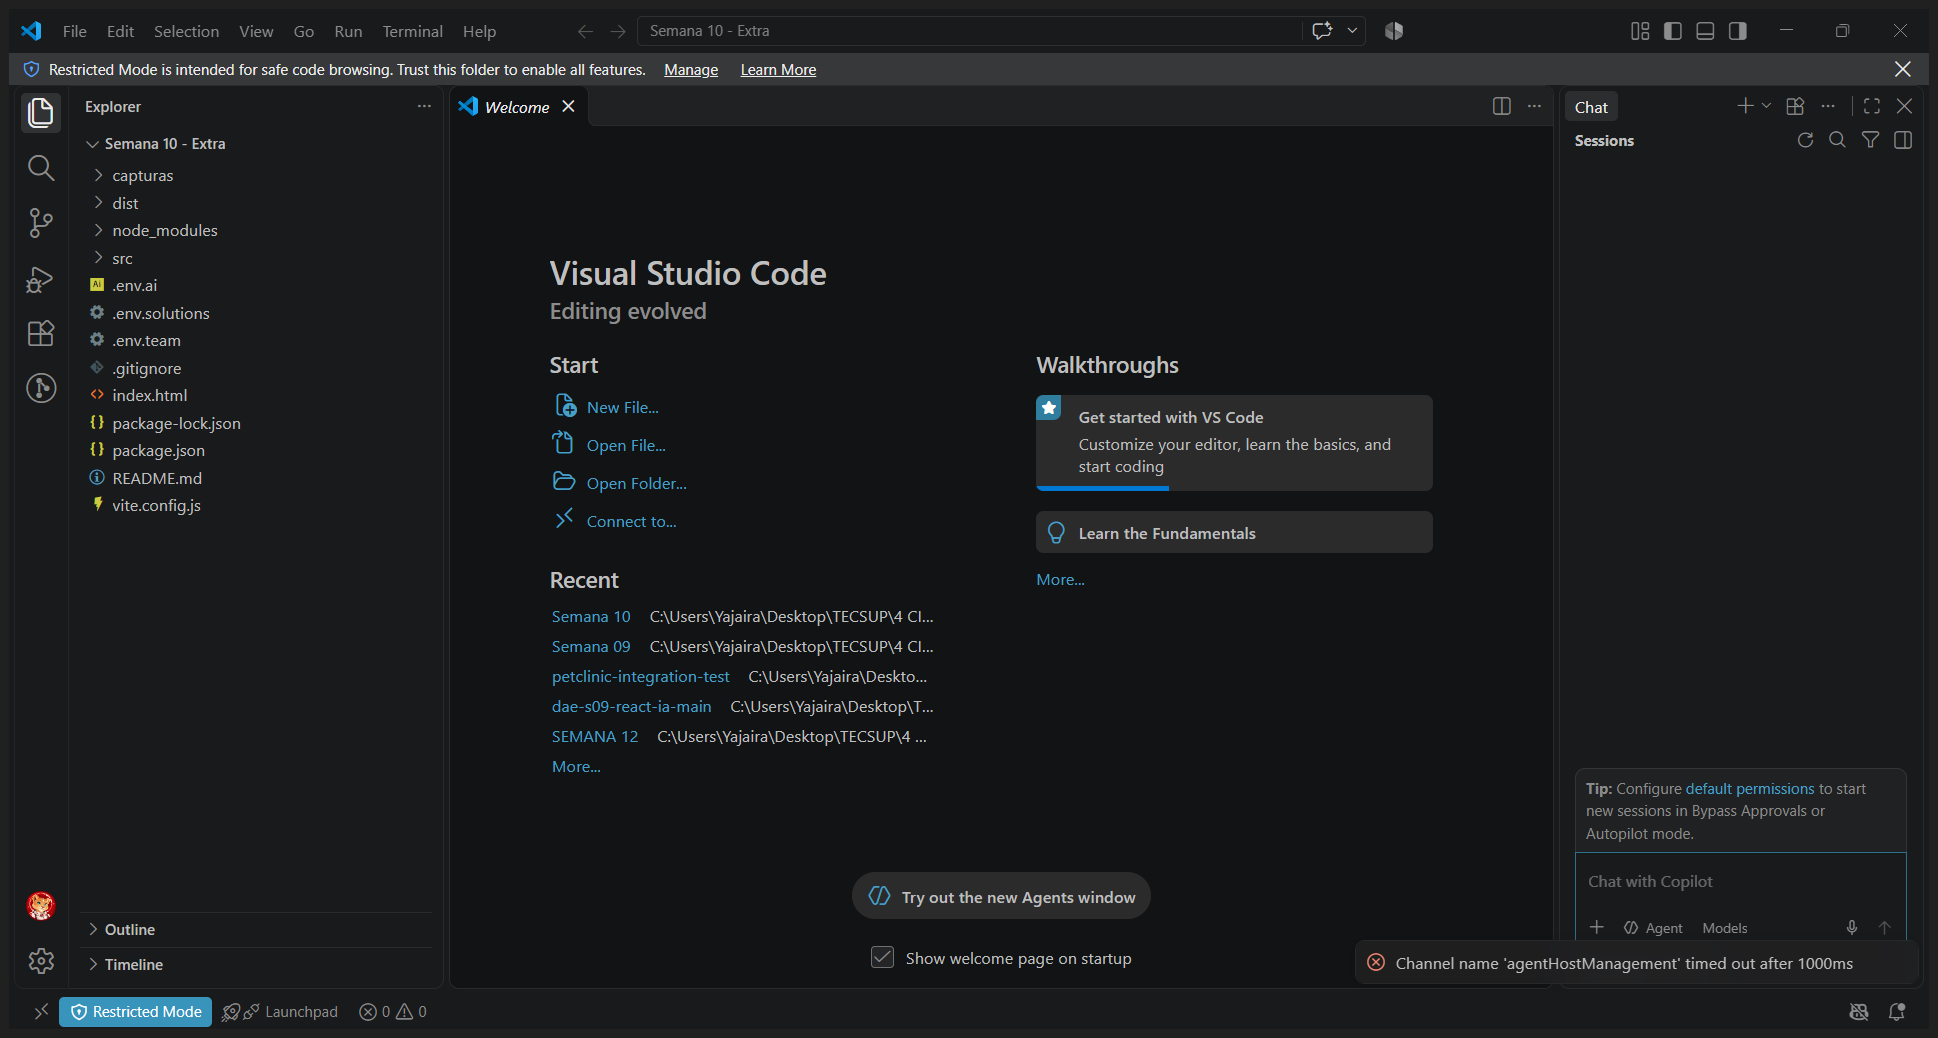 File Edit Selection View Go Run Terminal Help
Semana 10 - Extra
Restricted Mode is intended for safe code browsing. Trust this folder to enable all features. Manage Learn More
Explorer
Semana 10 - Extra
capturas
dist
node_modules
src
.env.ai
.env.solutions
.env.team
.gitignore
index.html
package-lock.json
package.json
README.md
vite.config.js
Outline
Timeline
Welcome
Visual Studio Code
Editing evolved
Start
New File...
Open File...
Open Folder...
Connect to...
Recent
Semana 10 C:\Users\Yajaira\Desktop\TECSUP\4 CI...
Semana 09 C:\Users\Yajaira\Desktop\TECSUP\4 CI...
petclinic-integration-test C:\Users\Yajaira\Deskto...
dae-s09-react-ia-main C:\Users\Yajaira\Desktop\T...
SEMANA 12 C:\Users\Yajaira\Desktop\TECSUP\4 ...
More...
Walkthroughs
Get started with VS Code
Customize your editor, learn the basics, and
start coding
Learn the Fundamentals
More...
Try out the new Agents window
Show welcome page on startup
Chat
Sessions
Tip: Configure default permissions to start
new sessions in Bypass Approvals or
Autopilot mode.
Chat with Copilot
Agent Models
Channel name 'agentHostManagement' timed out after 1000ms
Restricted Mode Launchpad 0 0